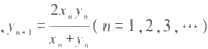 , y_{n+1} = \frac{2x_n y_n}{x_n + y_n} ( n = 1, 2, 3, ⋯ )